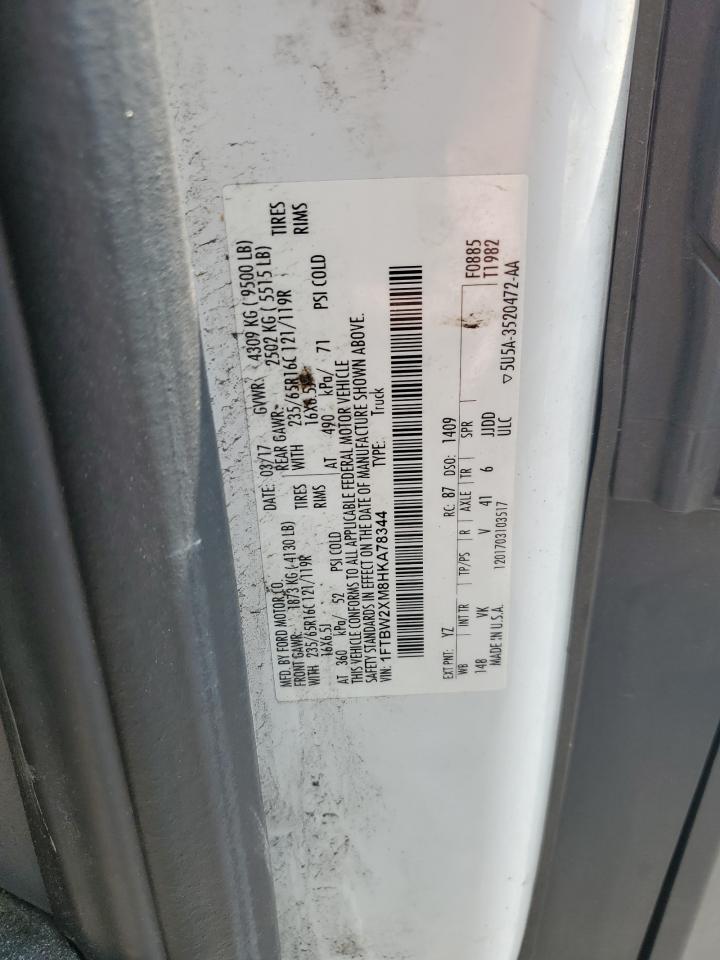 MFD. BY FORD MOTOR CO. DATE: 03/17 GVWR: 4309 KG ( 9500 LB)
FRONT GAWR: 1873 KG ( 4130 LB) REAR GAWR: 2502 KG ( 5515 LB)
WITH 235/65R16C 121/119R TIRES WITH 235/65R16C 121/119R TIRES
16X6.5J RIMS 16X6.5J RIMS
AT 360 kPa/ 52 PSI COLD AT 490 kPa/ 71 PSI COLD
THIS VEHICLE CONFORMS TO ALL APPLICABLE FEDERAL MOTOR VEHICLE
SAFETY STANDARDS IN EFFECT ON THE DATE OF MANUFACTURE SHOWN ABOVE.
VIN: 1FTBW2XM8HKA78344 TYPE: Truck
EXT PNT: YZ RC: 87 DSO: 1409 F0885
WB INT TR TP/PS R AXLE TR SPR T1982
148 VK V 41 6 JJDD
MADE IN U.S.A. 1201703103517 ULC ▽5U5A-3520472-AA